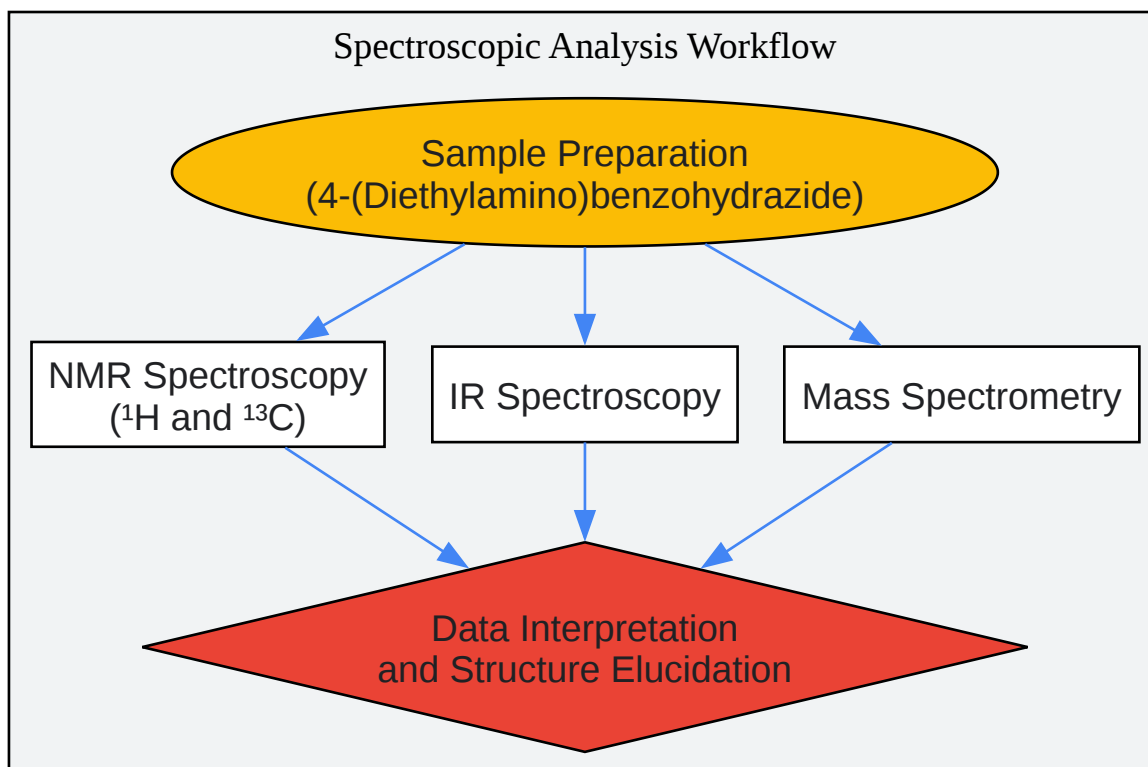 Spectroscopic Analysis Workflow
Sample Preparation
(4-(Diethylamino)benzohydrazide)
NMR Spectroscopy
(¹H and ¹³C)
IR Spectroscopy
Mass Spectrometry
Data Interpretation
and Structure Elucidation